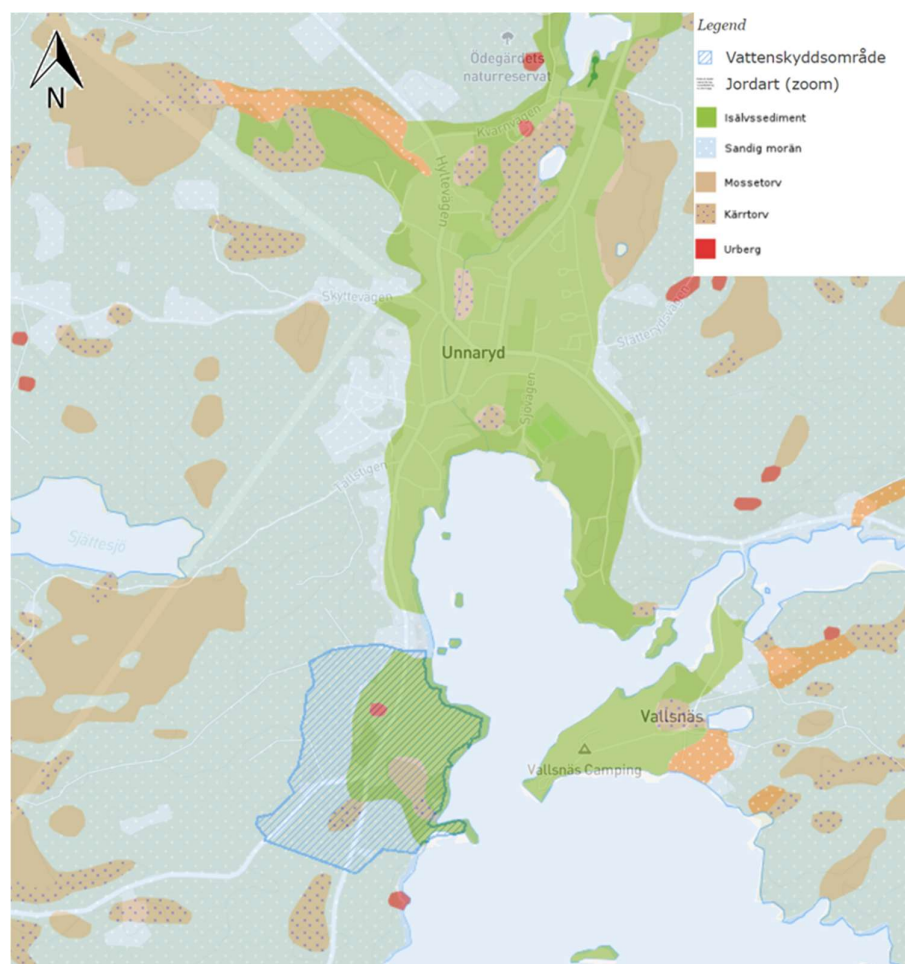 Legend
Vattenskyddsområde
Jordart (zoom)
Isälvssediment
Sandig morän
Mossetorv
Kärrtorv
Urberg
N
Ödegärdets
naturreservat
Kvarnvägen
Hyltevägen
Skyttevägen
Unnaryd
Sjövägen
Tallstigen
Sjättesjö
Vallsnäs
Vallsnäs Camping